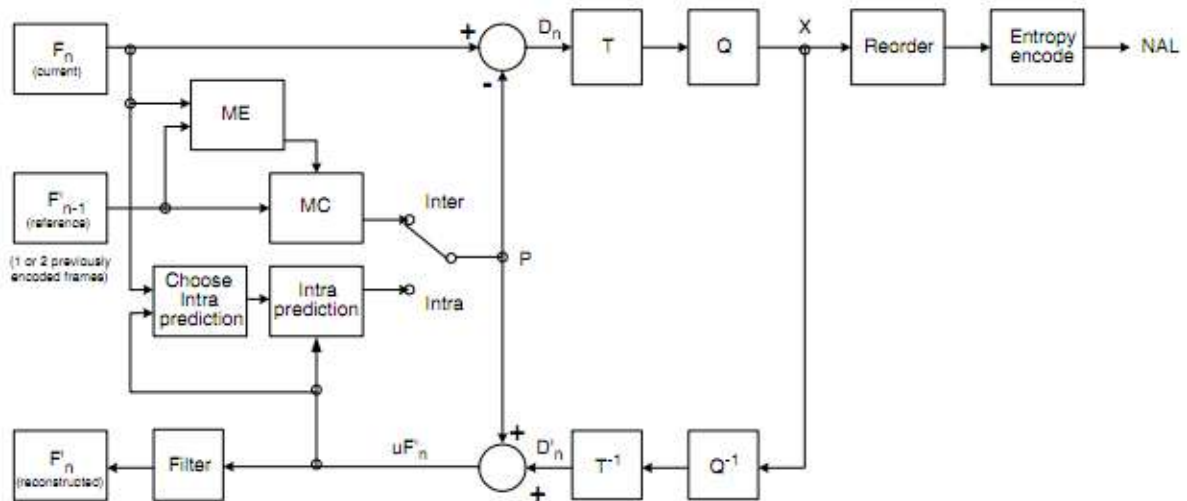 Fn
(current)
+
-
Dn
T
Q
X
Reorder
Entropy
encode
NAL
ME
F'n-1
(reference)
(1 or 2 previously
encoded frames)
MC
Inter
P
Choose
Intra
prediction
Intra
prediction
Intra
F'n
(reconstructed)
Filter
uF'n
+
+
D'n
T-1
Q-1